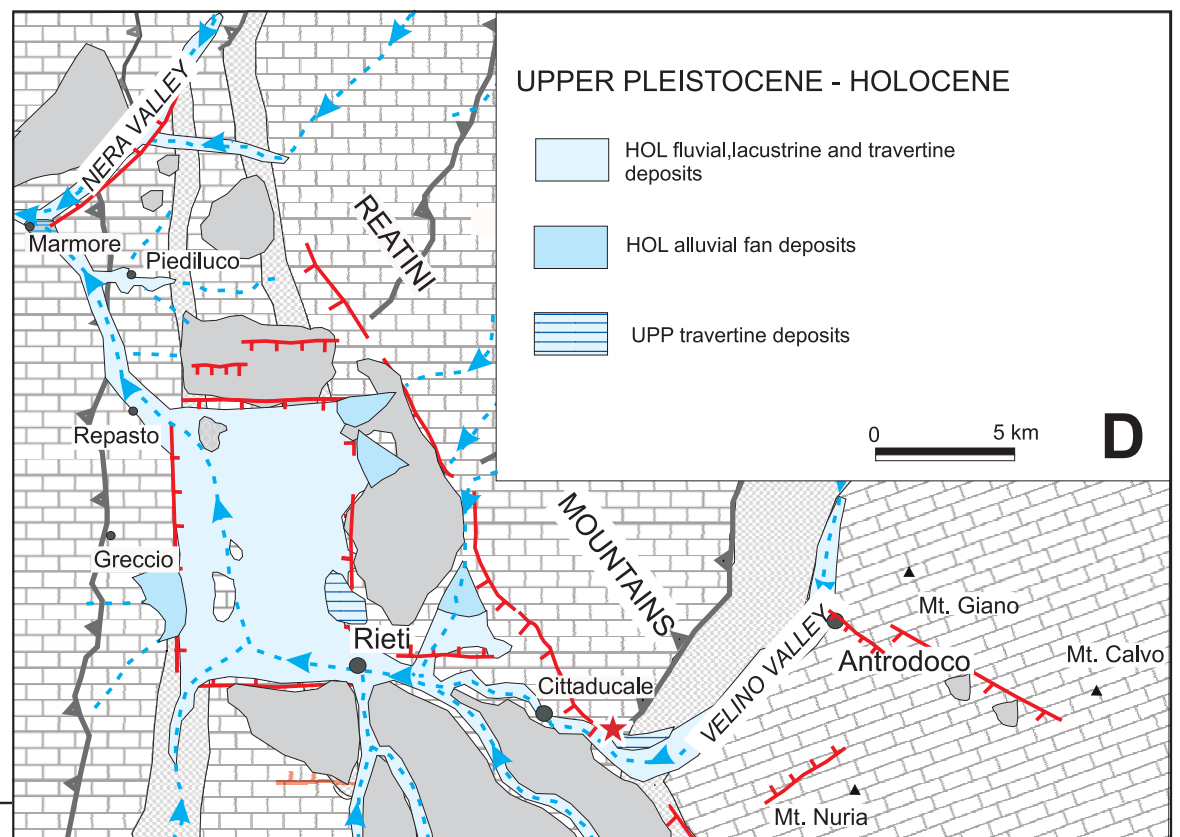 UPPER PLEISTOCENE - HOLOCENE
HOL fluvial,lacustrine and travertine
deposits
HOL alluvial fan deposits
UPP travertine deposits
0 5 km
D
NERA VALLEY
REATINI
Marmore
Piediluco
Repasto
MOUNTAINS
Greccio
Mt. Giano
Rieti
VELINO VALLEY
Antrodoco
Mt. Calvo
Cittaducale
Mt. Nuria